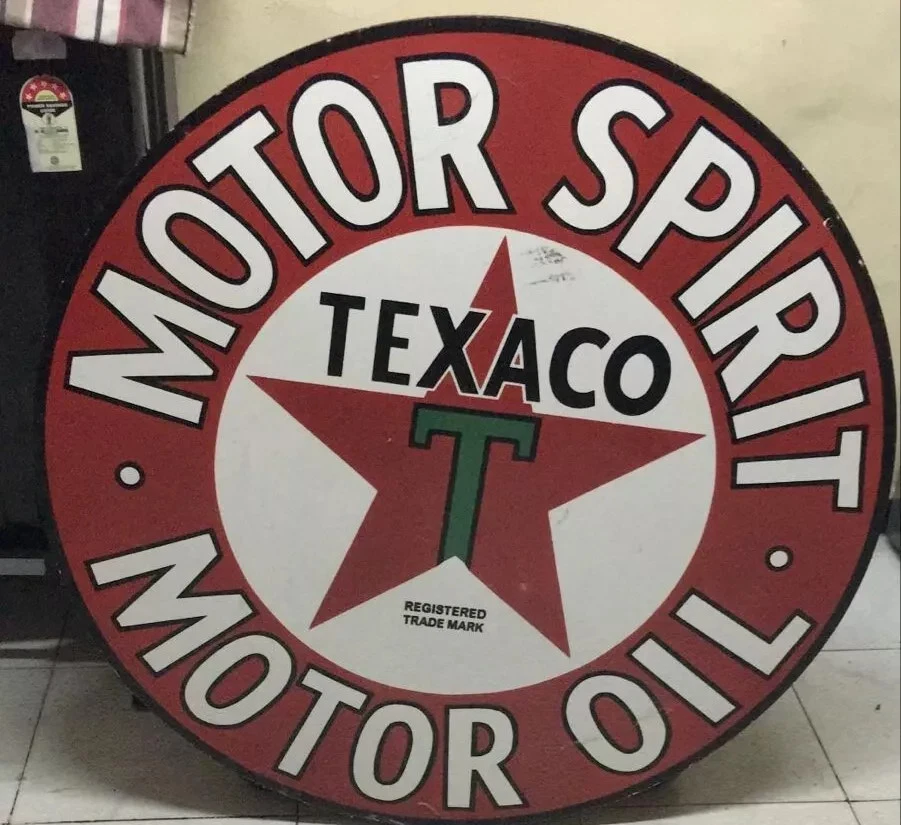 MOTOR SPIRIT
TEXACO
T
REGISTERED
TRADE MARK
MOTOR OIL